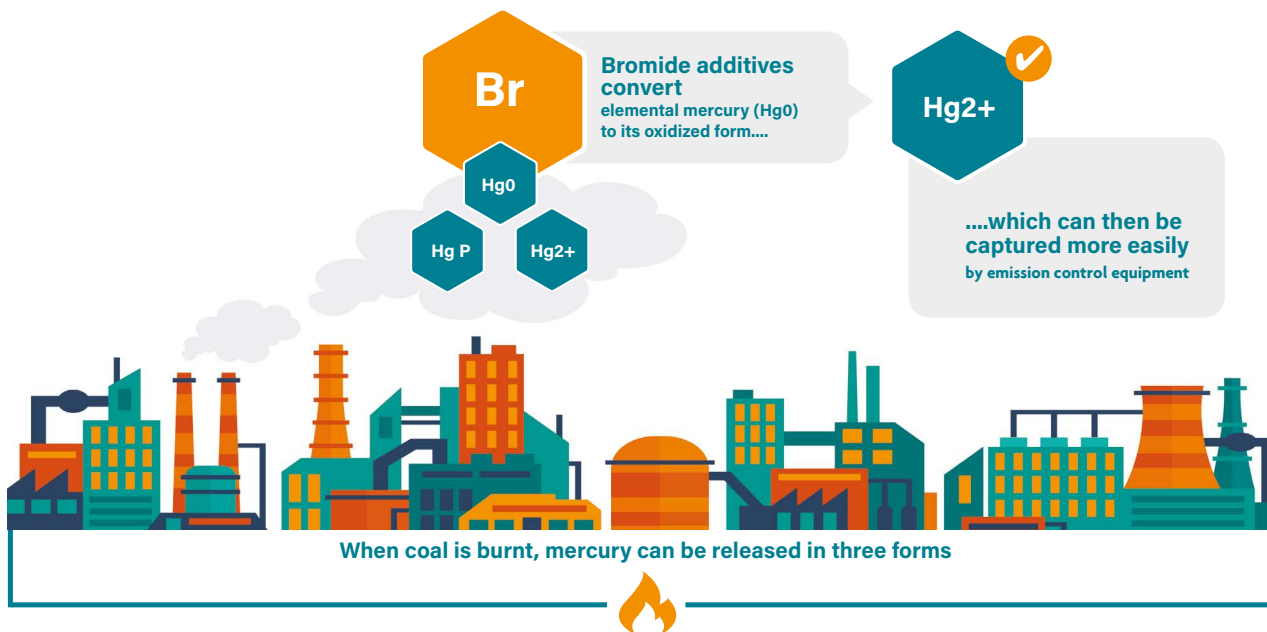 Br
Bromide additives
convert
elemental mercury (Hg0)
to its oxidized form....
Hg2+
Hg0
Hg P
Hg2+
....which can then be
captured more easily
by emission control equipment
When coal is burnt, mercury can be released in three forms